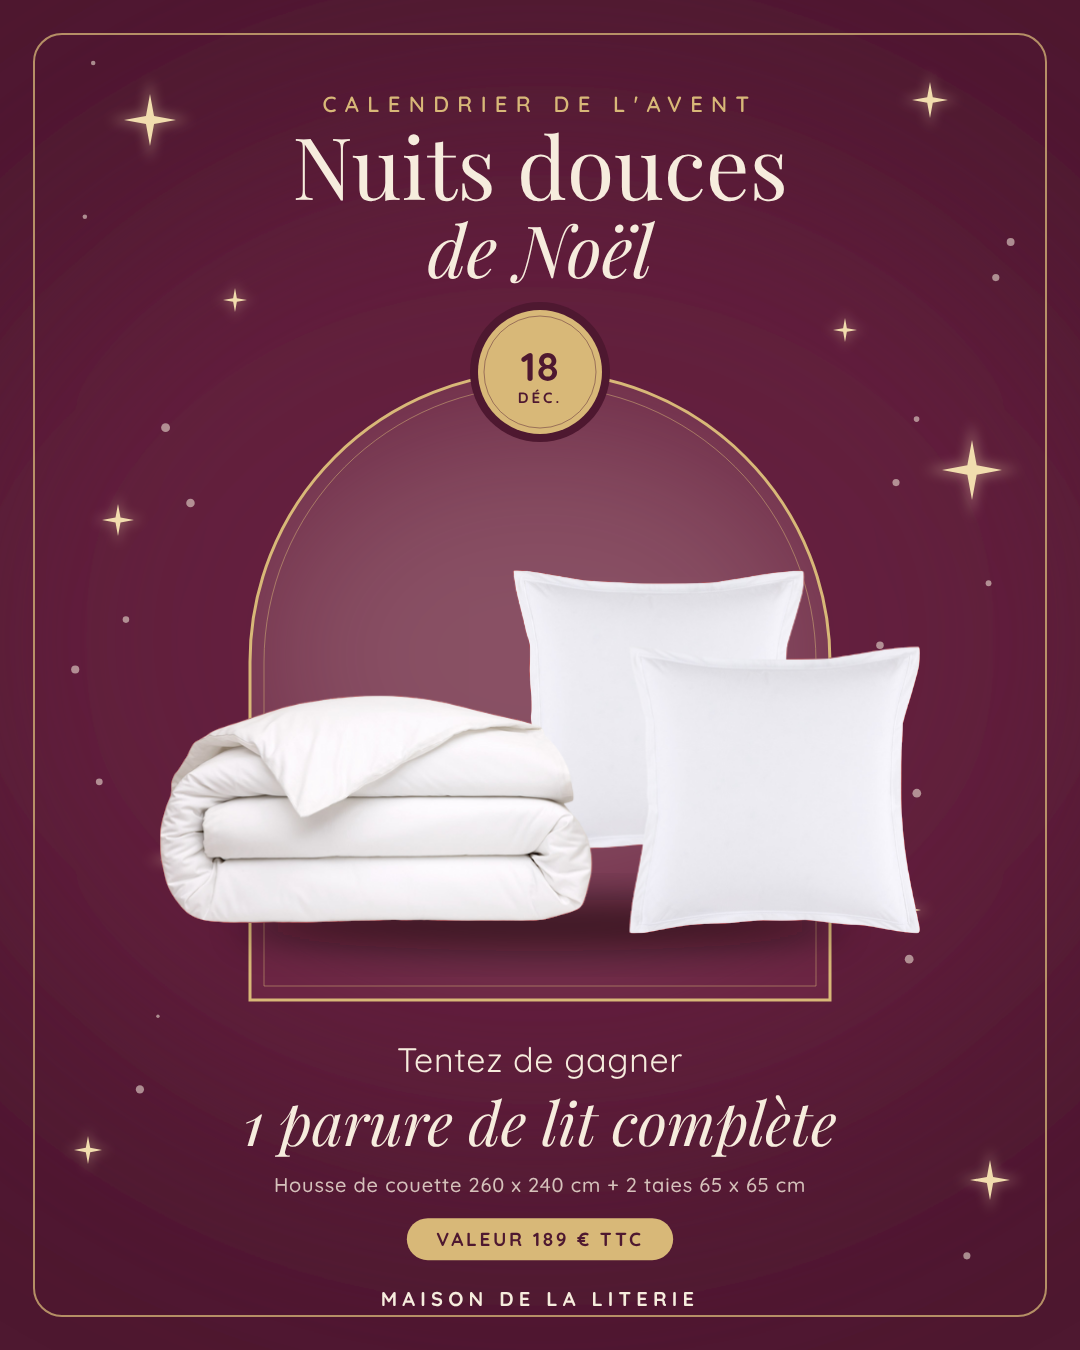 CALENDRIER DE L'AVENT
Nuits douces
de Noël
18
DÉC.
Tentez de gagner
1 parure de lit complète
Housse de couette 260 x 240 cm + 2 taies 65 x 65 cm
VALEUR 189 € TTC
MAISON DE LA LITERIE